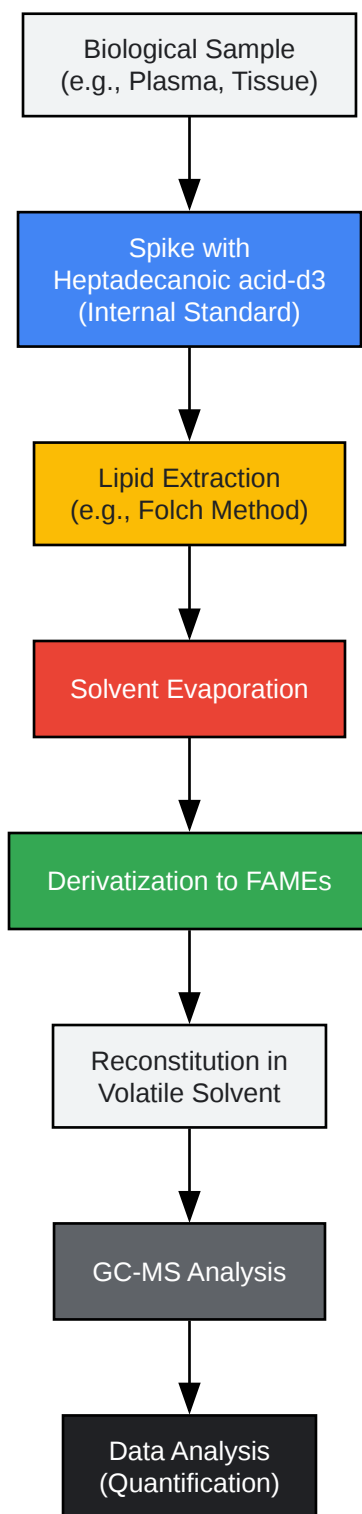 Biological Sample
(e.g., Plasma, Tissue)
Spike with
Heptadecanoic acid-d3
(Internal Standard)
Lipid Extraction
(e.g., Folch Method)
Solvent Evaporation
Derivatization to FAMEs
Reconstitution in
Volatile Solvent
GC-MS Analysis
Data Analysis
(Quantification)